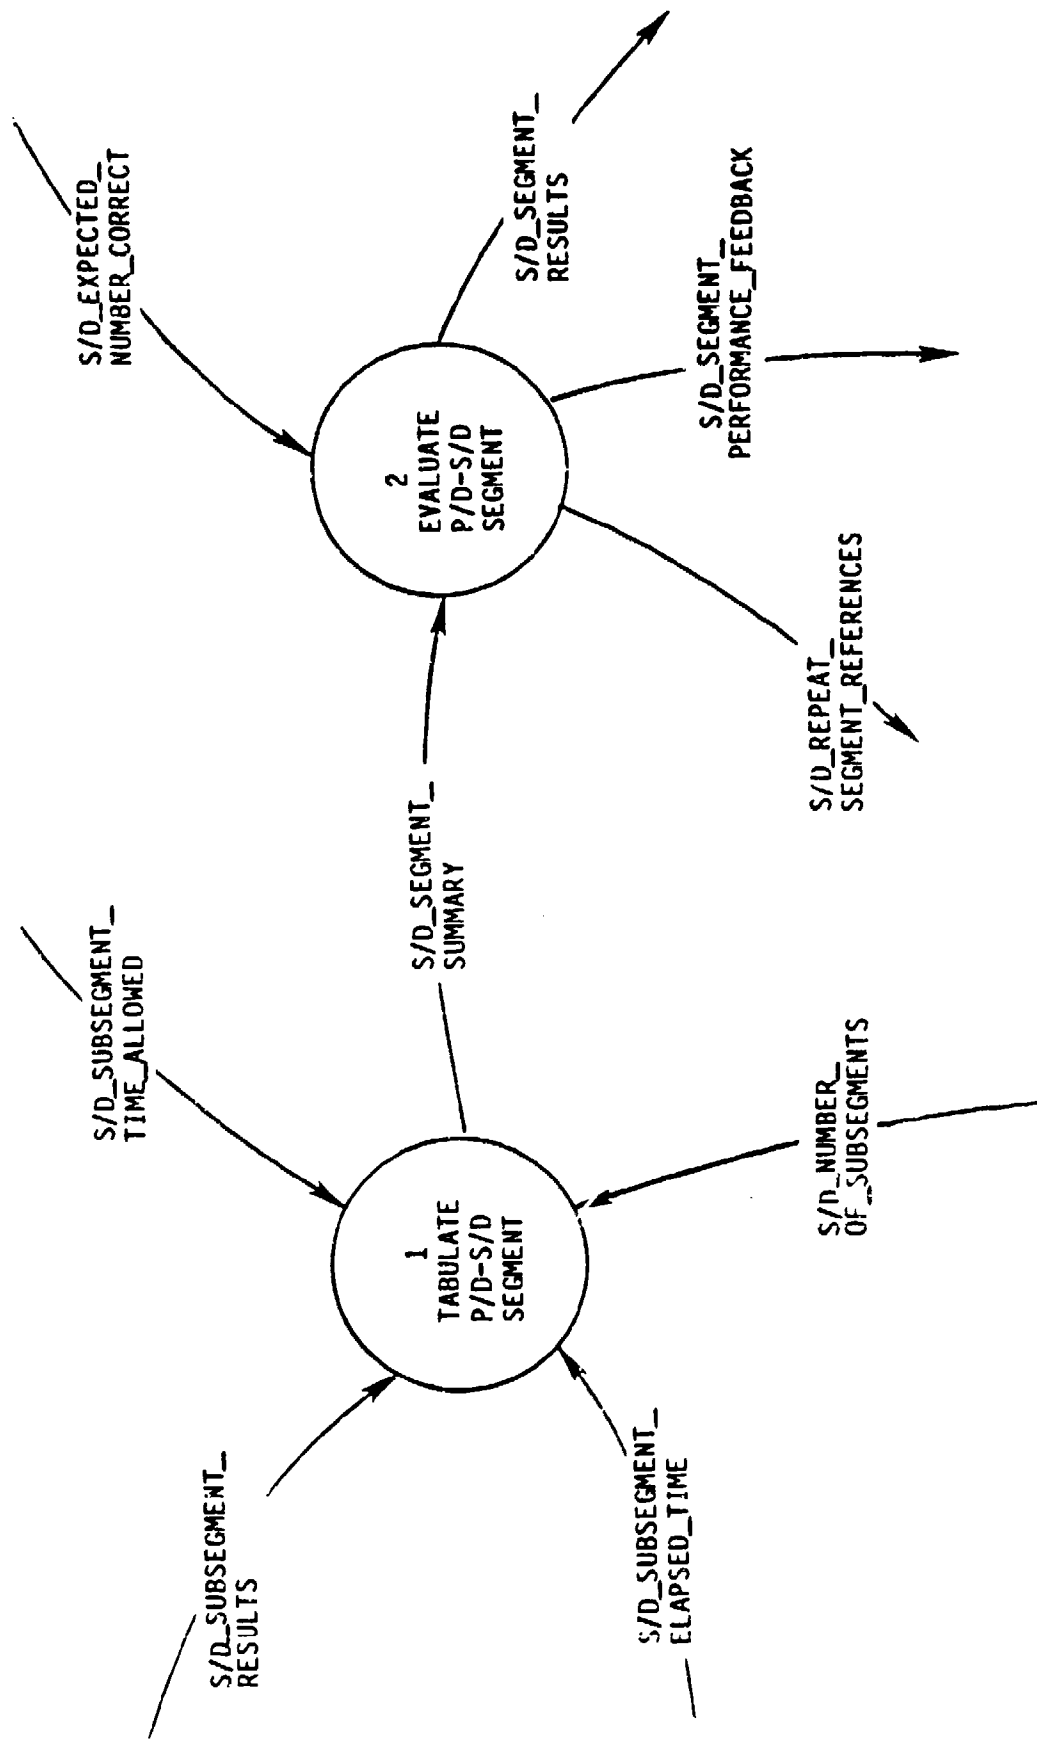 S/D_SUBSEGMENT_
RESULTS
S/D_SUBSEGMENT_
TIME_ALLOWED
S/D_EXPECTED_
NUMBER_CORRECT
1
TABULATE
P/D-S/D
SEGMENT
S/D_SEGMENT_
SUMMARY
2
EVALUATE
P/D-S/D
SEGMENT
S/D_SEGMENT_
RESULTS
S/D_SUBSEGMENT_
ELAPSED_TIME
S/D_NUMBER_
OF_SUBSEGMENTS
S/D_REPEAT_
SEGMENT_REFERENCES
S/D_SEGMENT_
PERFORMANCE_FEEDBACK